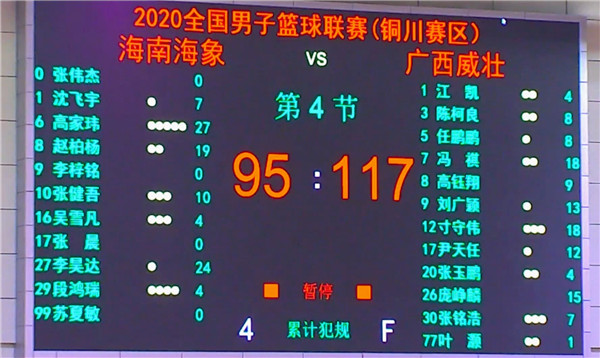 2020全国男子篮球联赛(铜川赛区)
海南海象 VS 广西威壮
第 4 节
95 : 117
0 张伟杰 0
1 沈飞宇 7
6 高家玮 27
8 赵柏杨 19
9 李梓铭 0
10 张健吾 10
16 吴雪凡 4
17 张 晨 0
27 李昊达 24
29 段鸿瑞 4
99 苏夏敏 0
1 江 凯 4
3 陈柯良 8
5 任鹏鹏 8
7 冯 祺 18
8 高钰翔 9
9 刘广颖 13
12 寸守伟 18
17 尹天任 12
20 张玉鹏 4
26 庞峥麟 15
30 张铭浩 7
77 叶 灏 1
暂停
4 累计犯规 F